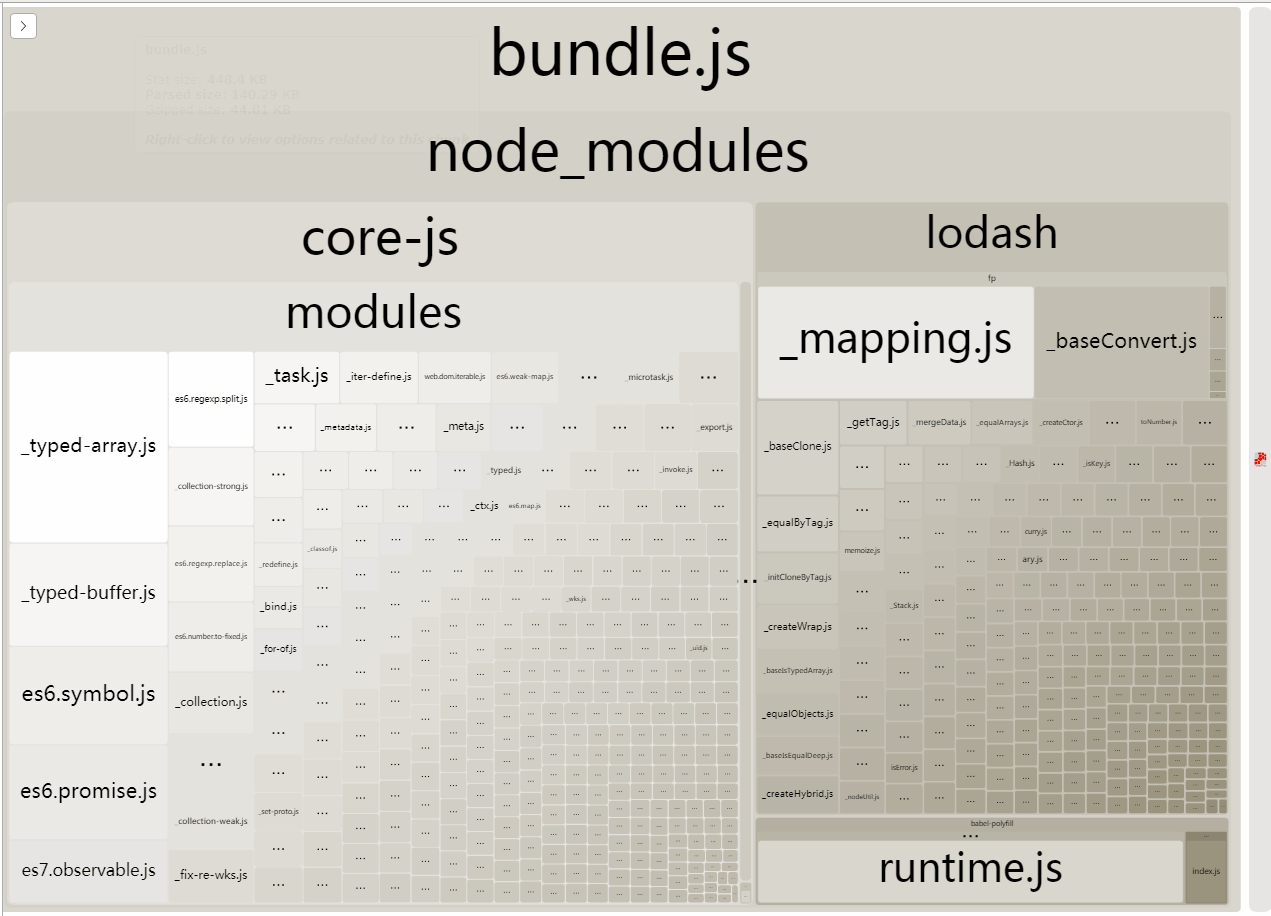 bundle.js
bundle.js
Stat size: 448.4 KB
Parsed size: 140.29 KB
Gzipped size: 44.01 KB
Right-click to view options related to this
node_modules
core-js
lodash
modules
fp
_mapping.js
_baseConvert.js
...
_typed-array.js
_typed-buffer.js
es6.symbol.js
es6.promise.js
es7.observable.js
es6.regexp.split.js
_collection-strong.js
es6.regexp.replace.js
es6.number.to-fixed.js
_collection.js
...
_collection-weak.js
_fix-re-wks.js
_task.js
_iter-define.js
web.dom.iterable.js
es6.weak-map.js
...
_microtask.js
...
...
_metadata.js
...
_meta.js
...
...
...
...
_export.js
_typed.js
_invoke.js
_ctx.js
es6.map.js
_classof.js
_redefine.js
_bind.js
_for-of.js
_wks.js
_uid.js
_set-proto.js
_baseClone.js
_equalByTag.js
_initCloneByTag.js
_createWrap.js
_baseIsTypedArray.js
_equalObjects.js
_baseIsEqualDeep.js
_createHybrid.js
_getTag.js
_mergeData.js
_equalArrays.js
_createCtor.js
...
toNumber.js
...
_Hash.js
_isKey.js
curry.js
ary.js
memoize.js
_Stack.js
isError.js
_nodeUtil.js
babel-polyfill
...
runtime.js
index.js